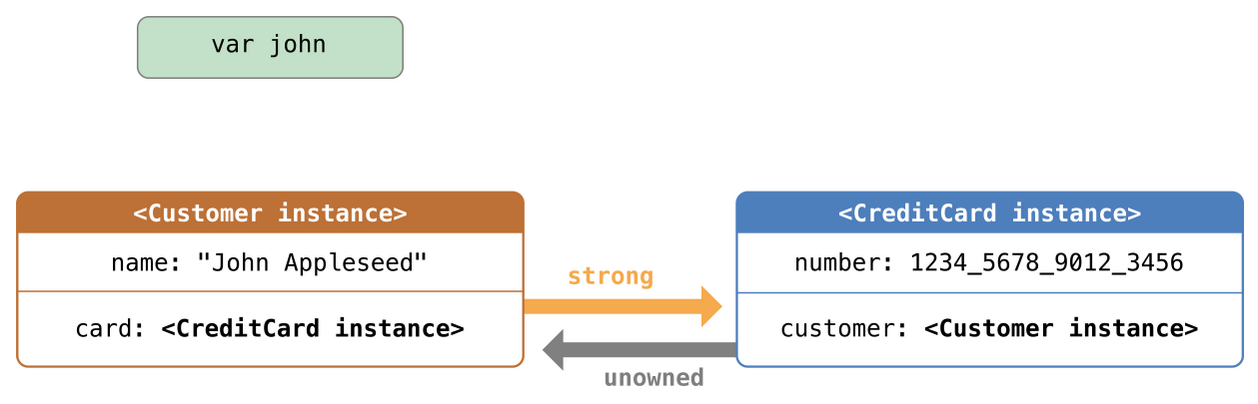 var john
<Customer instance>
name: "John Appleseed"
card: <CreditCard instance>
strong
unowned
<CreditCard instance>
number: 1234_5678_9012_3456
customer: <Customer instance>